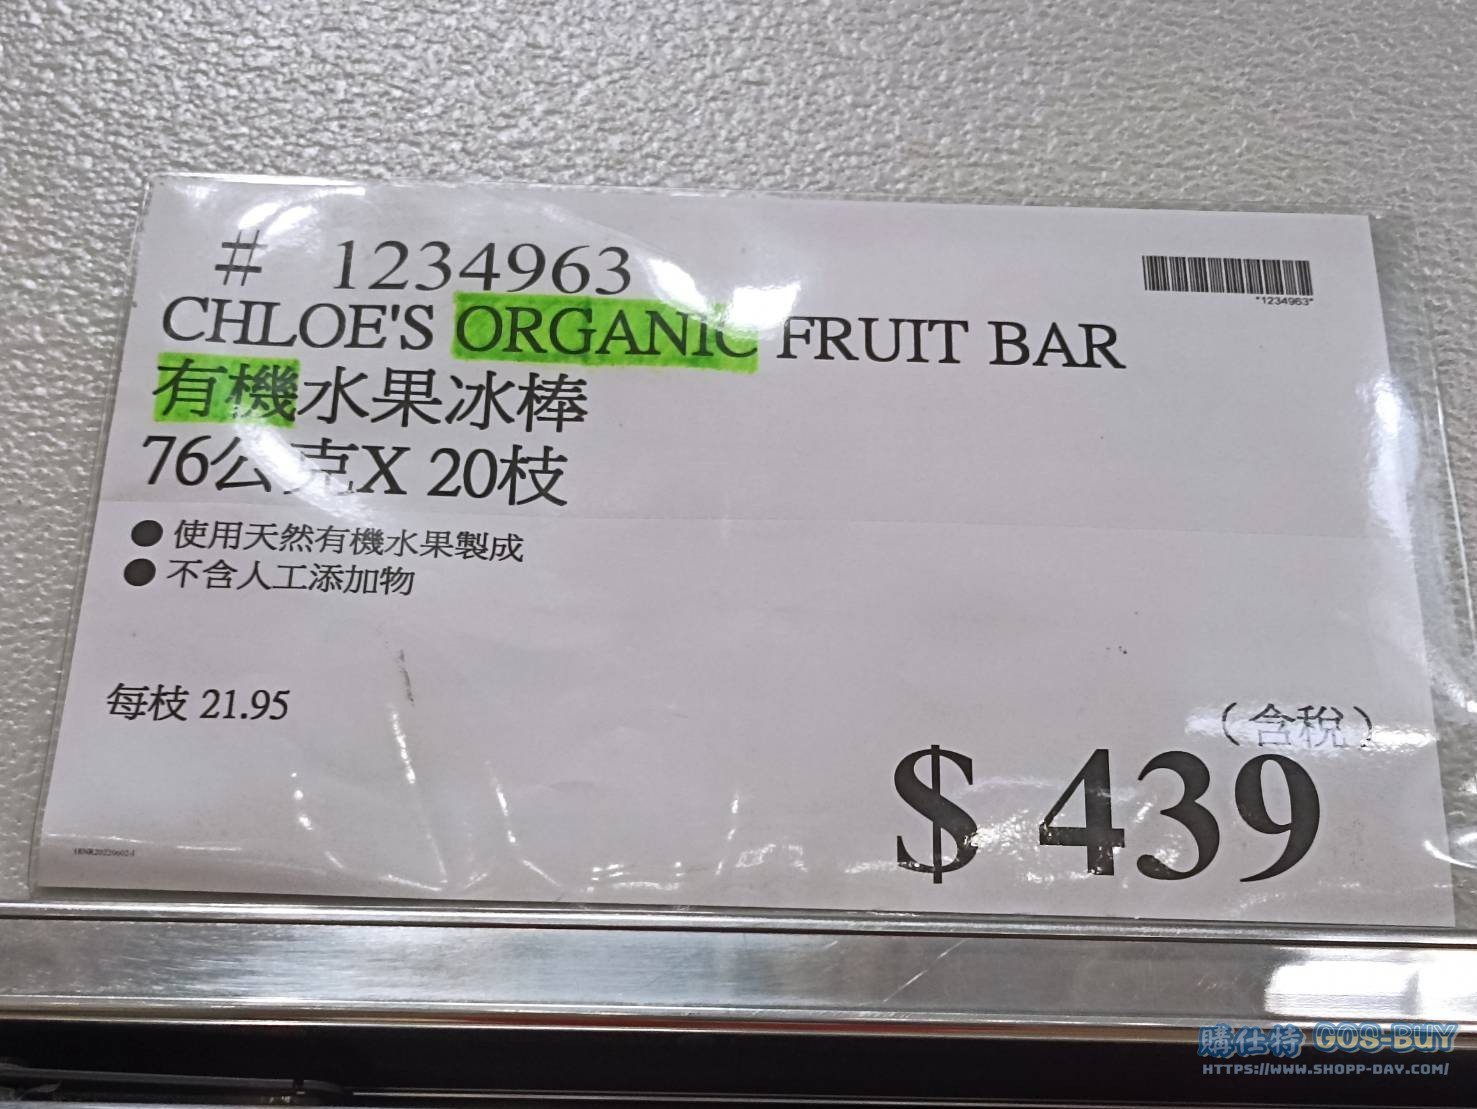 # 1234963
*1234963*
CHLOE'S ORGANIC FRUIT BAR
有機水果冰棒
76公克X 20枝
● 使用天然有機水果製成
● 不含人工添加物
每枝 21.95
（含稅）
$ 439
購仕特 GOS-BUY
HTTPS://WWW.SHOPP-DAY.COM/